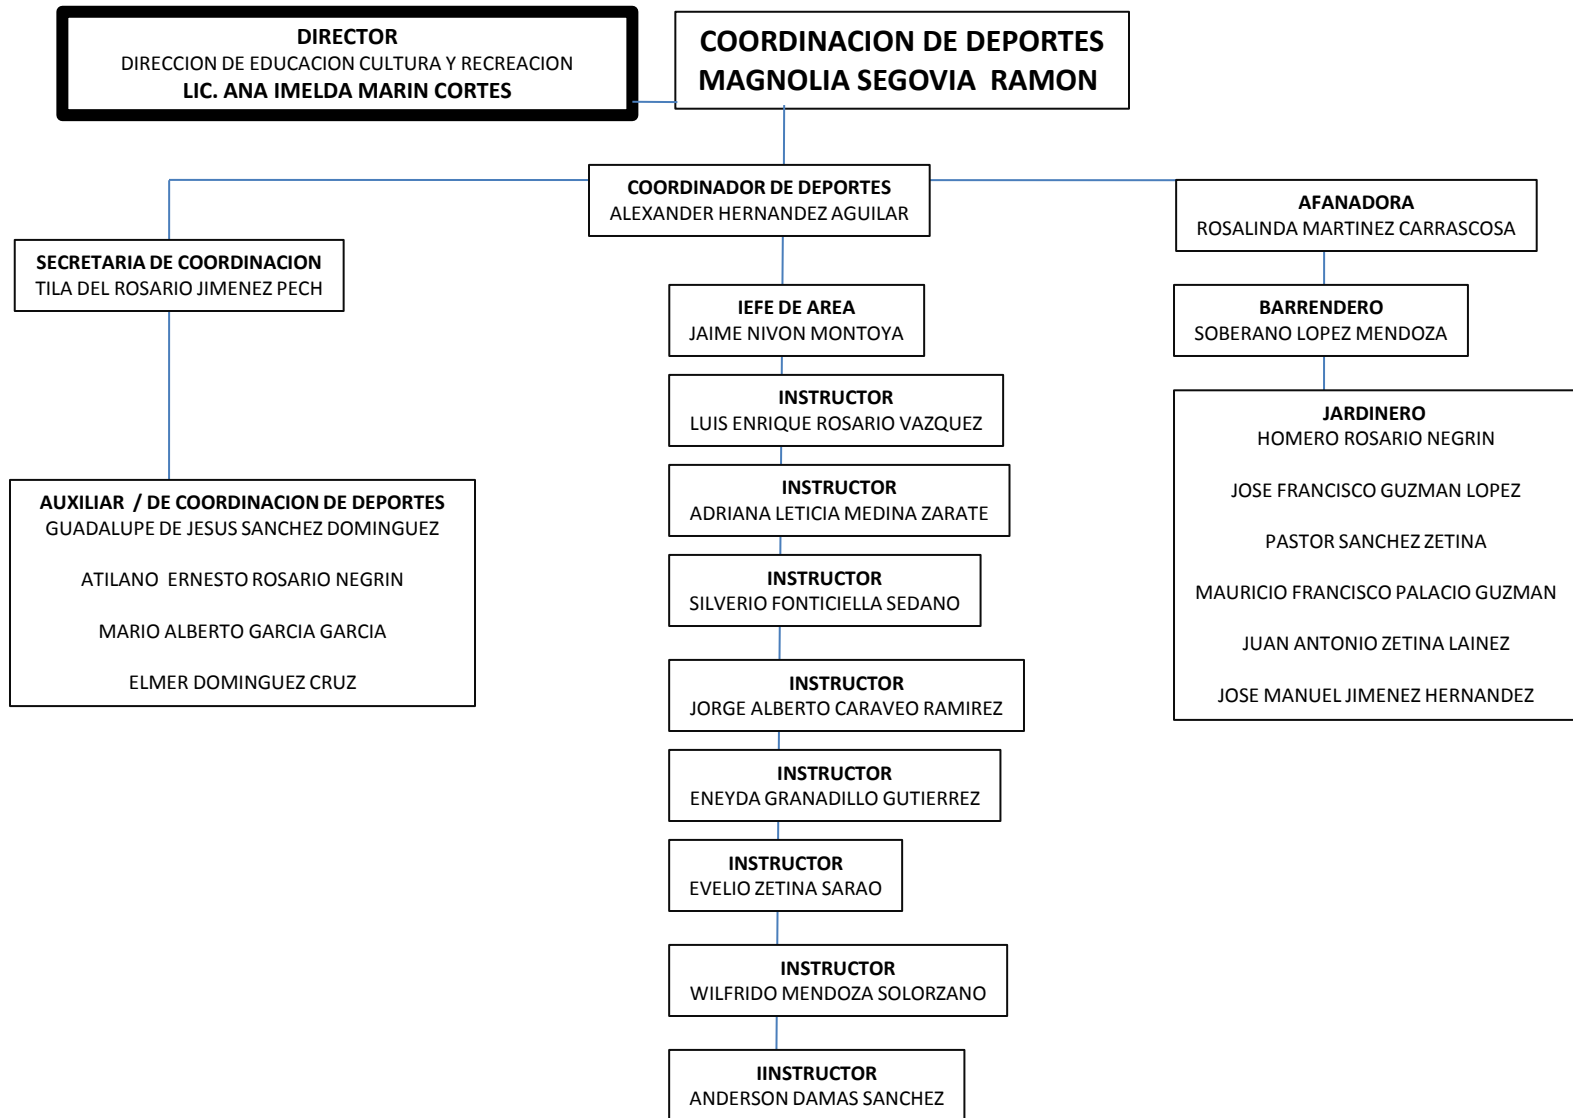 DIRECTOR
DIRECCION DE EDUCACION CULTURA Y RECREACION
LIC. ANA IMELDA MARIN CORTES
COORDINACION DE DEPORTES
MAGNOLIA SEGOVIA  RAMON
COORDINADOR DE DEPORTES
ALEXANDER HERNANDEZ AGUILAR
SECRETARIA DE COORDINACION
TILA DEL ROSARIO JIMENEZ PECH
AUXILIAR  / DE COORDINACION DE DEPORTES
GUADALUPE DE JESUS SANCHEZ DOMINGUEZ
ATILANO  ERNESTO ROSARIO NEGRIN
MARIO ALBERTO GARCIA GARCIA
ELMER DOMINGUEZ CRUZ
IEFE DE AREA
JAIME NIVON MONTOYA
INSTRUCTOR
LUIS ENRIQUE ROSARIO VAZQUEZ
INSTRUCTOR
ADRIANA LETICIA MEDINA ZARATE
INSTRUCTOR
SILVERIO FONTICIELLA SEDANO
INSTRUCTOR
JORGE ALBERTO CARAVEO RAMIREZ
INSTRUCTOR
ENEYDA GRANADILLO GUTIERREZ
INSTRUCTOR
EVELIO ZETINA SARAO
INSTRUCTOR
WILFRIDO MENDOZA SOLORZANO
IINSTRUCTOR
ANDERSON DAMAS SANCHEZ
AFANADORA
ROSALINDA MARTINEZ CARRASCOSA
BARRENDERO
SOBERANO LOPEZ MENDOZA
JARDINERO
HOMERO ROSARIO NEGRIN
JOSE FRANCISCO GUZMAN LOPEZ
PASTOR SANCHEZ ZETINA
MAURICIO FRANCISCO PALACIO GUZMAN
JUAN ANTONIO ZETINA LAINEZ
JOSE MANUEL JIMENEZ HERNANDEZ